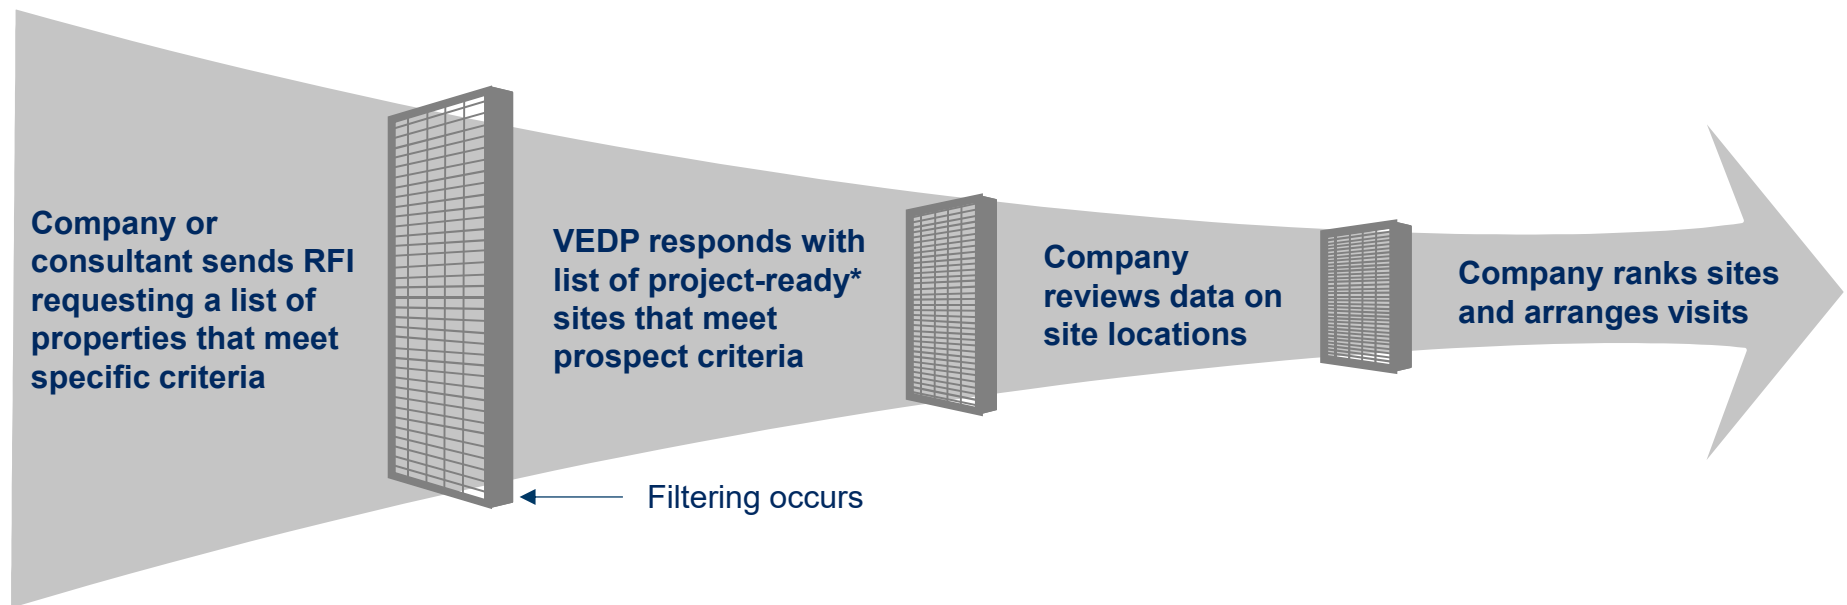 Company or
consultant sends RFI
requesting a list of
properties that meet
specific criteria
VEDP responds with
list of project-ready*
sites that meet
prospect criteria
Company
reviews data on
site locations
Company ranks sites
and arranges visits
Filtering occurs